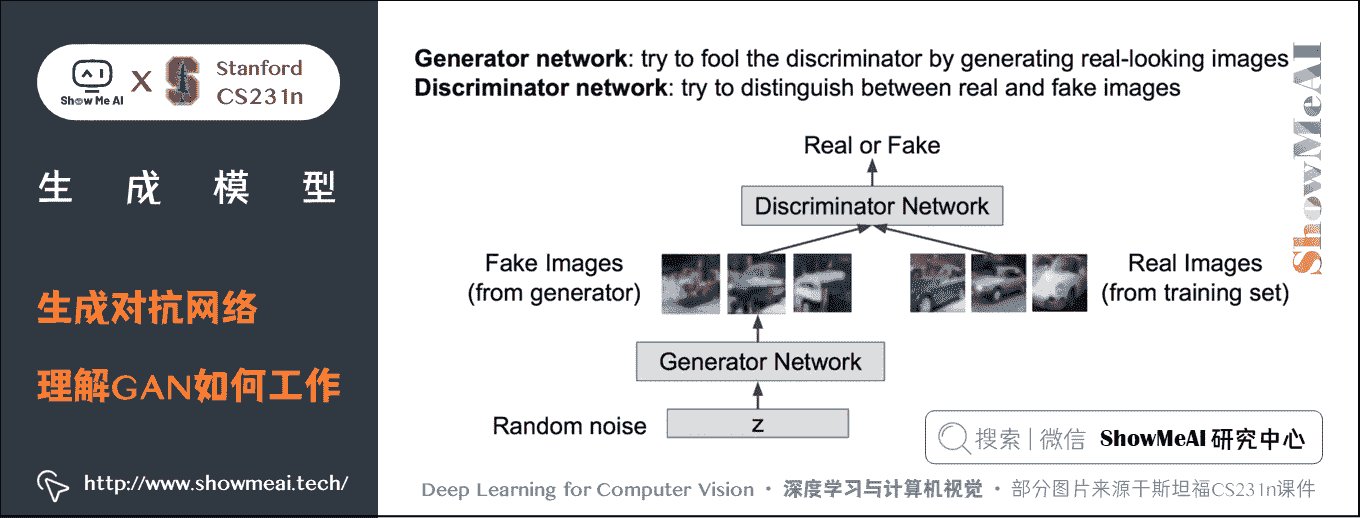 Show Me AI
X
Stanford
CS231n
生成模型
生成对抗网络
理解GAN如何工作
http://www.showmeai.tech/
Generator network: try to fool the discriminator by generating real-looking images
Discriminator network: try to distinguish between real and fake images
Real or Fake
Discriminator Network
Fake Images
(from generator)
Real Images
(from training set)
Generator Network
Random noise
z
ShowMeAI
搜索 | 微信 ShowMeAI 研究中心
Deep Learning for Computer Vision · 深度学习与计算机视觉 · 部分图片来源于斯坦福CS231n课件